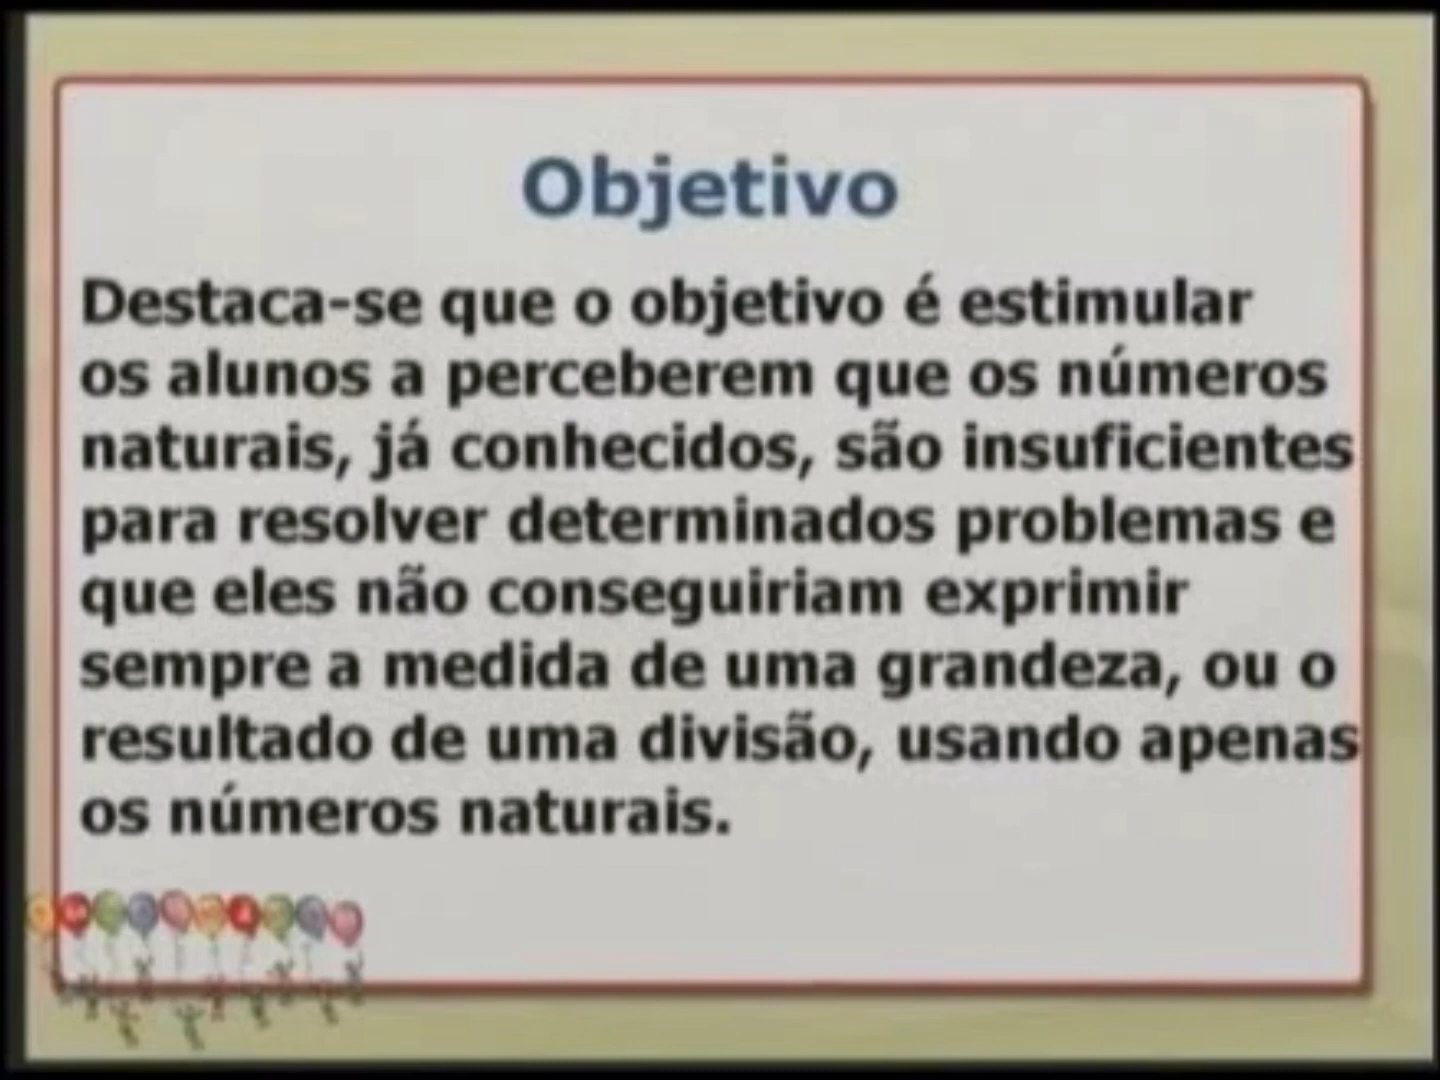 Objetivo
Destaca-se que o objetivo é estimular
os alunos a perceberem que os números
naturais, já conhecidos, são insuficientes
para resolver determinados problemas e
que eles não conseguiriam exprimir
sempre a medida de uma grandeza, ou o
resultado de uma divisão, usando apenas
os números naturais.